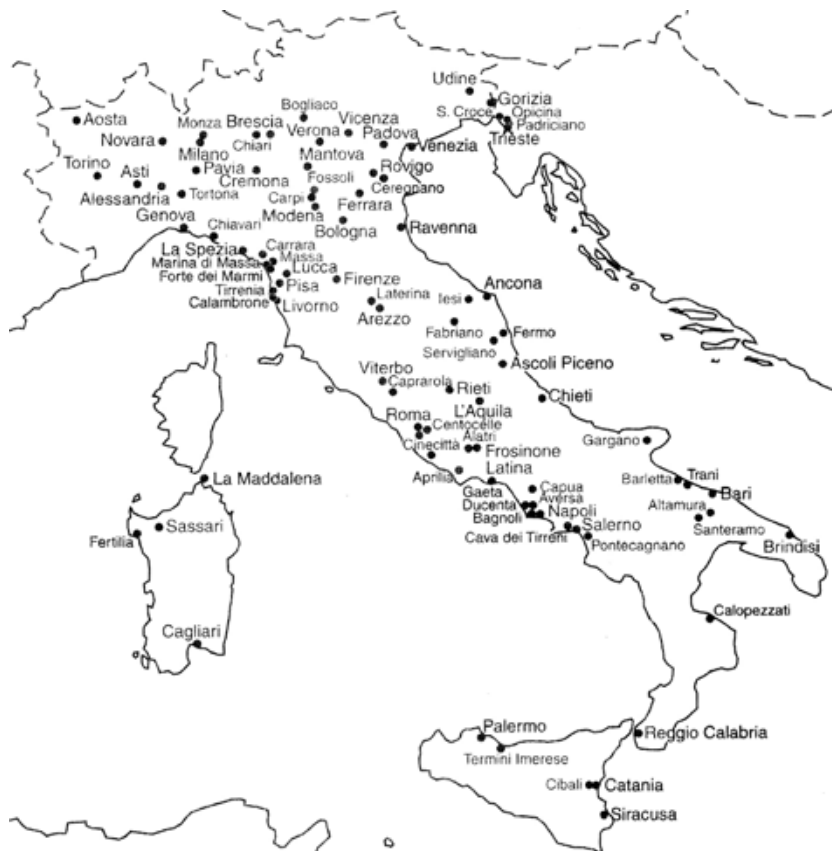 Udine
Gorizia
S. Croce
Opicina
Padriciano
Trieste
Aosta
Bogliaco
Monza
Brescia
Vicenza
Novara
Verona
Padova
Venezia
Milano
Chiari
Mantova
Torino
Asti
Pavia
Fossoli
Rovigo
Cremona
Ceregnano
Alessandria
Tortona
Carpi
Ferrara
Modena
Genova
Chiavari
Bologna
Ravenna
La Spezia
Carrara
Massa
Marina di Massa
Lucca
Forte dei Marmi
Firenze
Pisa
Tirrenia
Laterina
Iesi
Ancona
Calambrone
Livorno
Arezzo
Fabriano
Fermo
Servigliano
Ascoli Piceno
Viterbo
Caprarola
Rieti
Chieti
L'Aquila
Roma
Centocelle
Alatri
Gargano
Cinecittà
Frosinone
Aprilia
Latina
La Maddalena
Barletta
Trani
Gaeta
Capua
Bari
Ducenta
Aversa
Altamura
Bagnoli
Napoli
Sassari
Salerno
Santeramo
Cava dei Tirreni
Fertilia
Pontecagnano
Brindisi
Calopezzati
Cagliari
Palermo
Reggio Calabria
Termini Imerese
Cibali
Catania
Siracusa